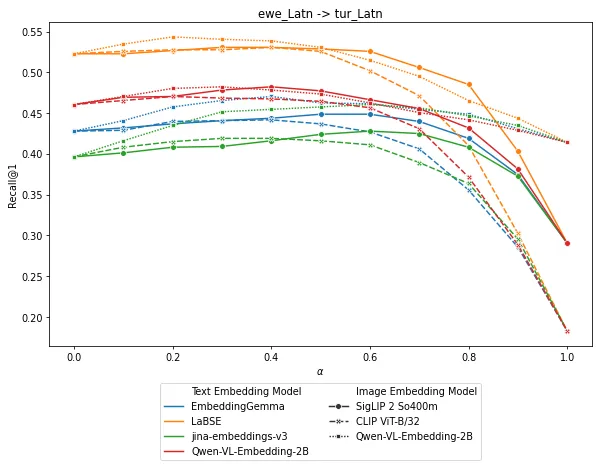 ewe_Latn -> tur_Latn
Recall@1
0.55
0.50
0.45
0.40
0.35
0.30
0.25
0.20
0.0 0.2 0.4 0.6 0.8 1.0
α
Text Embedding Model Image Embedding Model
EmbeddingGemma SigLIP 2 So400m
LaBSE CLIP ViT-B/32
jina-embeddings-v3 Qwen-VL-Embedding-2B
Qwen-VL-Embedding-2B